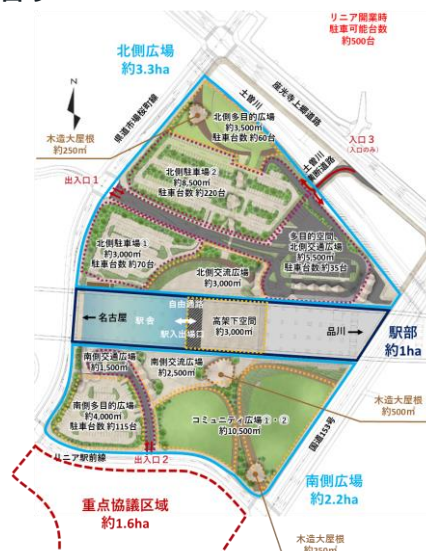 リニア開業時
駐車可能台数
約500台
北側広場
約3.3ha
N
県道市場桜町線
土曽川
座光寺上郷道路
北側多目的広場
約3,500㎡
駐車台数約60台
木造大屋根
約250㎡
入口3
(入口のみ)
土曽川
横断道路
北側駐車場②
約8,500㎡
駐車台数約220台
出入口1
多目的空間
北側交通広場
約5,500㎡
駐車台数約35台
北側駐車場①
約3,000㎡
駐車台数約70台
北側交流広場
約3,000㎡
自由通路
名古屋
駅舎
駅入出場口
高架下空間
約3,000㎡
品川
駅部
約1ha
南側交通広場
約1,500㎡
南側交流広場
約2,500㎡
木造大屋根
約500㎡
南側多目的広場
約4,000㎡
駐車台数約115台
コミュニティ広場①・②
約10,500㎡
国道153号
リニア駅前線
出入口2
南側広場
約2.2ha
重点協議区域
約1.6ha
木造大屋根